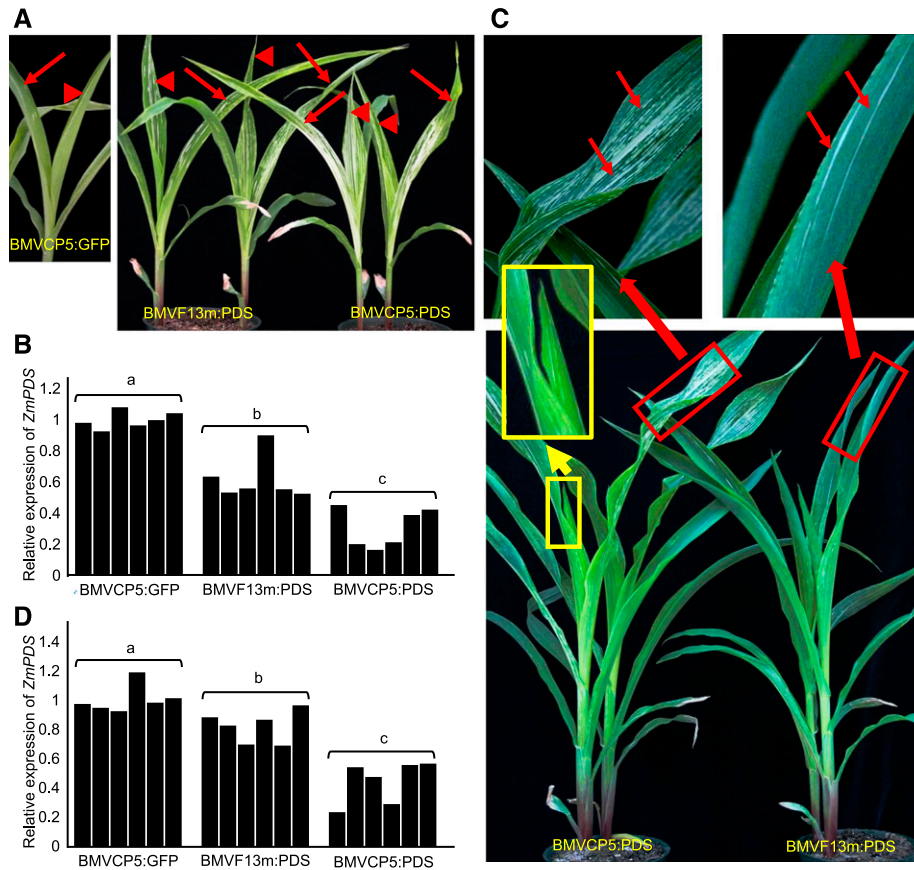 A
BMVCP5:GFP
BMVF13m:PDS
BMVCP5:PDS
B
Relative expression of ZmPDS
1.2
1
0.8
0.6
0.4
0.2
0
a
b
c
BMVCP5:GFP
BMVF13m:PDS
BMVCP5:PDS
D
Relative expression of ZmPDS
1.4
1.2
1
0.8
0.6
0.4
0.2
0
a
b
c
BMVCP5:GFP
BMVF13m:PDS
BMVCP5:PDS
C
BMVCP5:PDS
BMVF13m:PDS